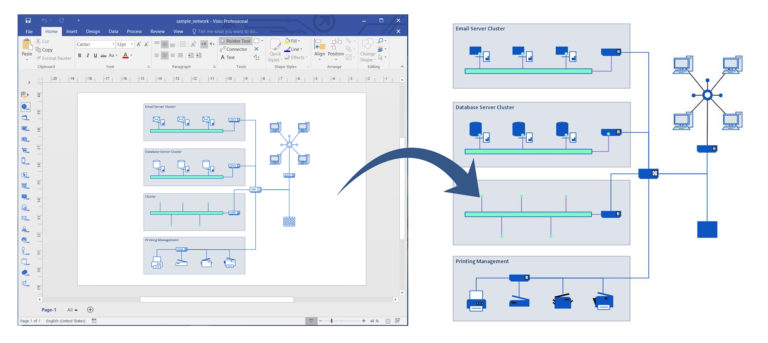 sample_network - Visio Professional
File Home Insert Design Data Process Review View Tell me what you want to do...
Paste
Cut
Copy
Format Painter
Calibri 12pt
B I U
Pointer Tool
Connector
A Text
Quick Styles
Fill
Line
Effects
Align Position
Change Shape
Clipboard Font Paragraph Tools Shape Styles Arrange Editing
Email Server Cluster
Database Server Cluster
Cluster
Printing Management
Page-1 All
Page 1 of 1 English (United States)
Email Server Cluster
Database Server Cluster
Printing Management